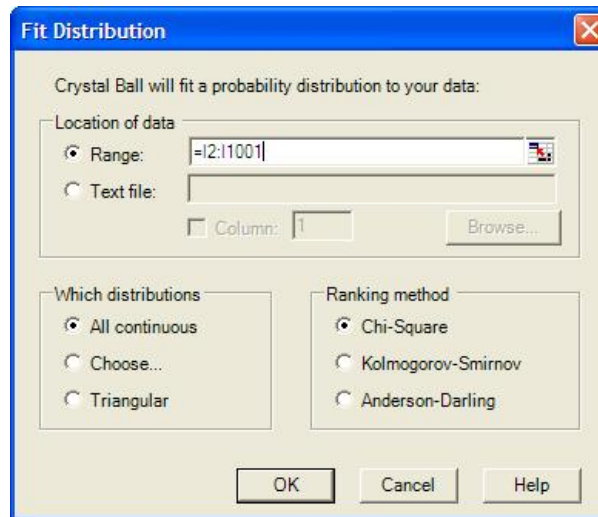 Fit Distribution
Crystal Ball will fit a probability distribution to your data:
Location of data
Range: =I2:I1001
Text file:
Column: 1 Browse...
Which distributions
All continuous
Choose...
Triangular
Ranking method
Chi-Square
Kolmogorov-Smirnov
Anderson-Darling
OK Cancel Help